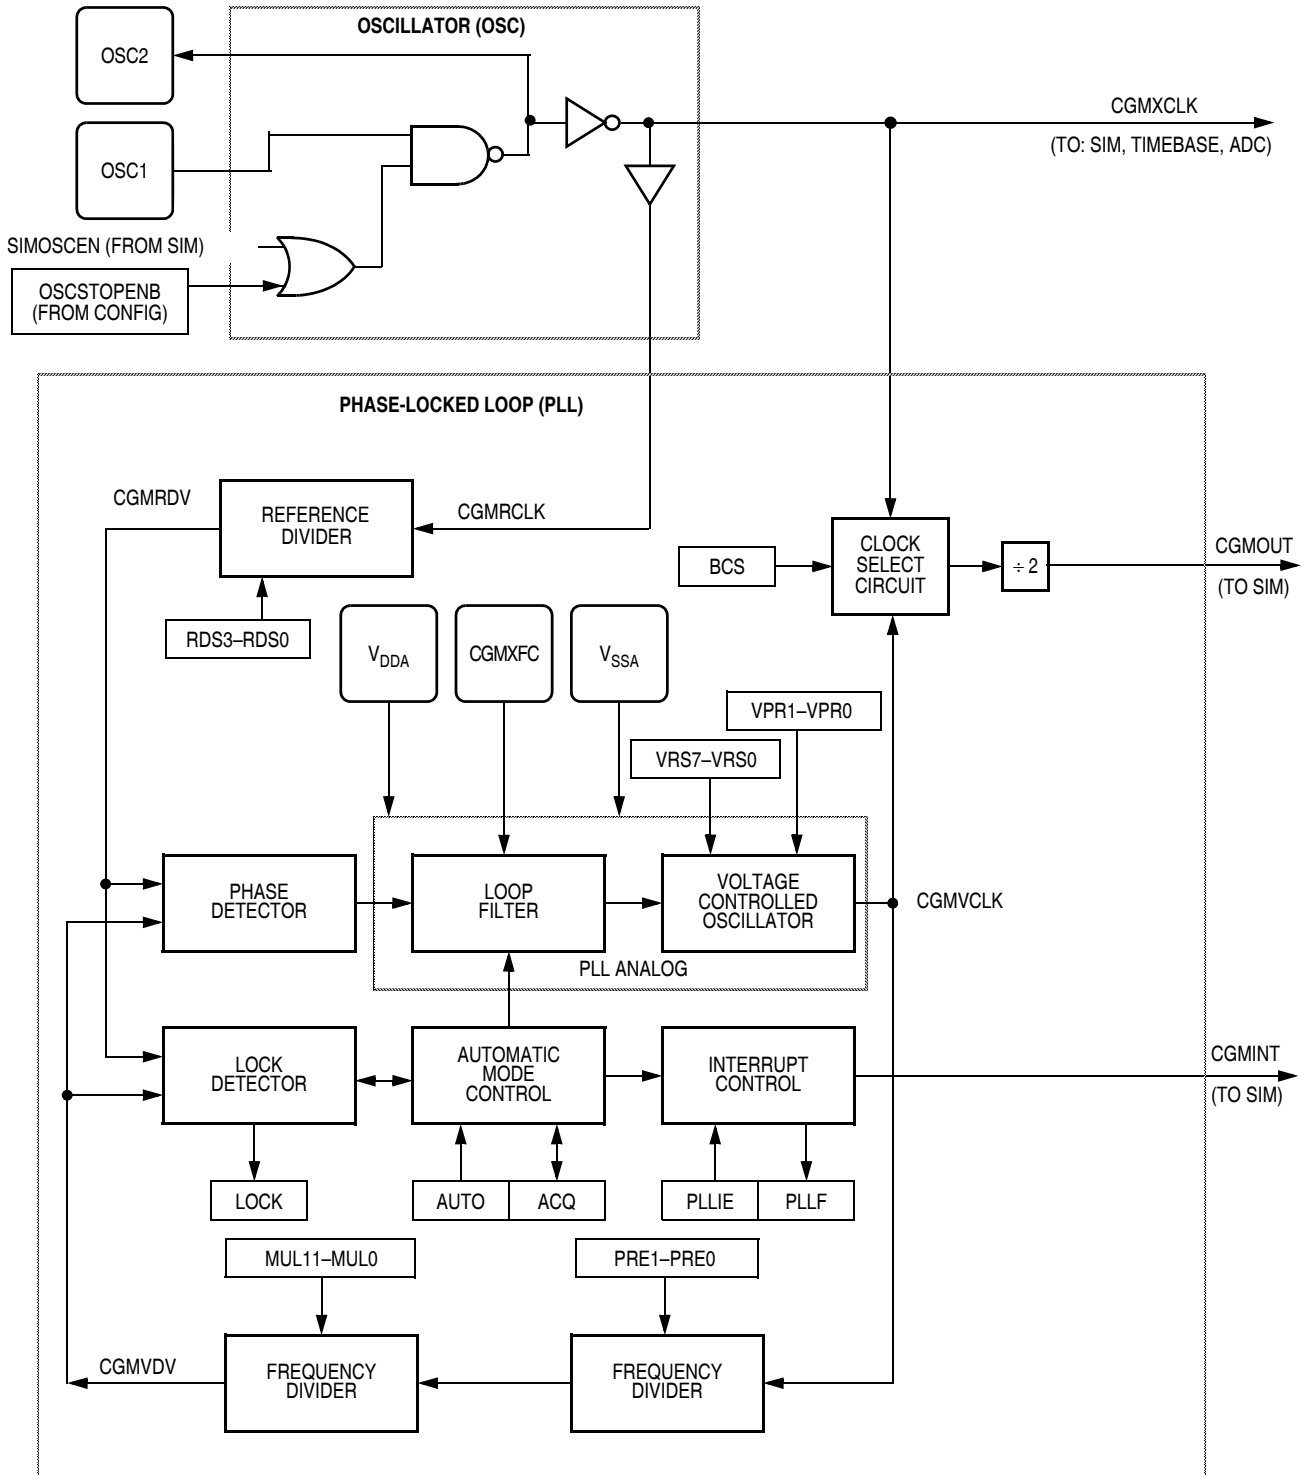 OSCILLATOR (OSC)
OSC2
CGMXCLK
(TO: SIM, TIMEBASE, ADC)
OSC1
SIMOSCEN (FROM SIM)
OSCSTOPENB
(FROM CONFIG)
PHASE-LOCKED LOOP (PLL)
CGMRDV
REFERENCE
DIVIDER
CGMRCLK
CLOCK
SELECT
CIRCUIT
BCS
÷ 2
CGMOUT
(TO SIM)
RDS3–RDS0
VDDA
CGMXFC
VSSA
VPR1–VPR0
VRS7–VRS0
PHASE
DETECTOR
LOOP
FILTER
VOLTAGE
CONTROLLED
OSCILLATOR
CGMVCLK
PLL ANALOG
LOCK
DETECTOR
AUTOMATIC
MODE
CONTROL
INTERRUPT
CONTROL
CGMINT
(TO SIM)
LOCK
AUTO
ACQ
PLLIE
PLLF
MUL11–MUL0
PRE1–PRE0
CGMVDV
FREQUENCY
DIVIDER
FREQUENCY
DIVIDER